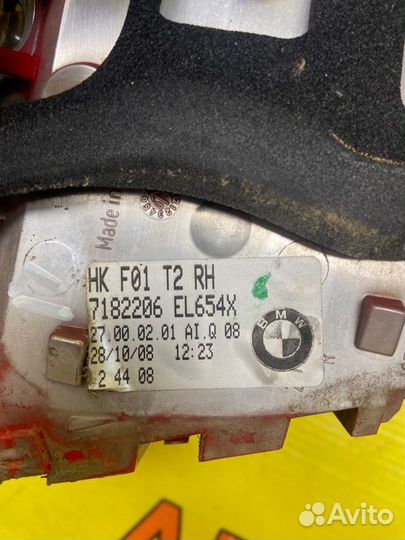 Made in
HK F01 T2 RH
7182206 EL654X
27.00.02.01 AI.Q 08
28/10/08 12:23
2 44 08
BMW
Avito